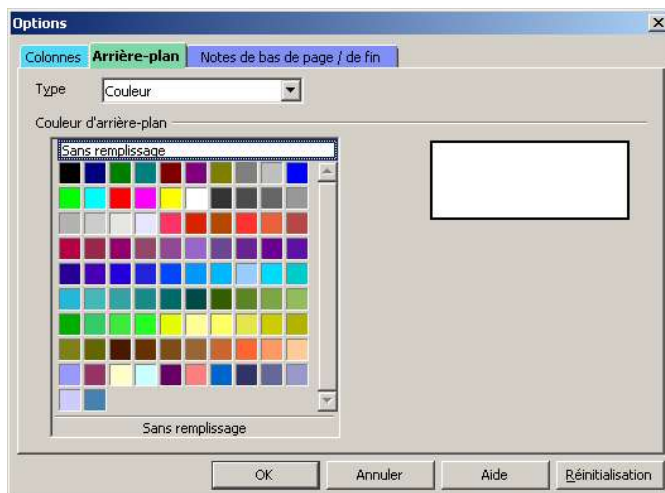 Options
Colonnes Arrière-plan Notes de bas de page / de fin
Type Couleur
Couleur d'arrière-plan
Sans remplissage
Sans remplissage
OK Annuler Aide Réinitialisation